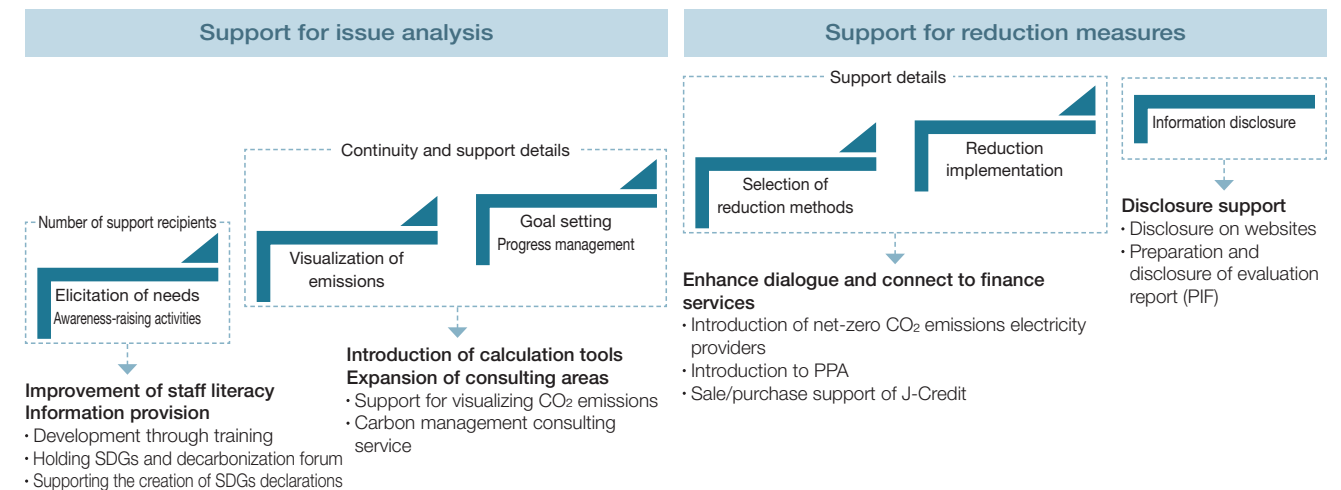 Support for issue analysis
Number of support recipients
Elicitation of needs
Awareness-raising activities
Improvement of staff literacy
Information provision
・Development through training
・Holding SDGs and decarbonization forum
・Supporting the creation of SDGs declarations
Continuity and support details
Visualization of
emissions
Goal setting
Progress management
Introduction of calculation tools
Expansion of consulting areas
・Support for visualizing CO₂ emissions
・Carbon management consulting
service
Support for reduction measures
Support details
Selection of
reduction methods
Reduction
implementation
Enhance dialogue and connect to finance
services
・Introduction of net-zero CO₂ emissions electricity
providers
・Introduction to PPA
・Sale/purchase support of J-Credit
Information disclosure
Disclosure support
・Disclosure on websites
・Preparation and
disclosure of evaluation
report (PIF)